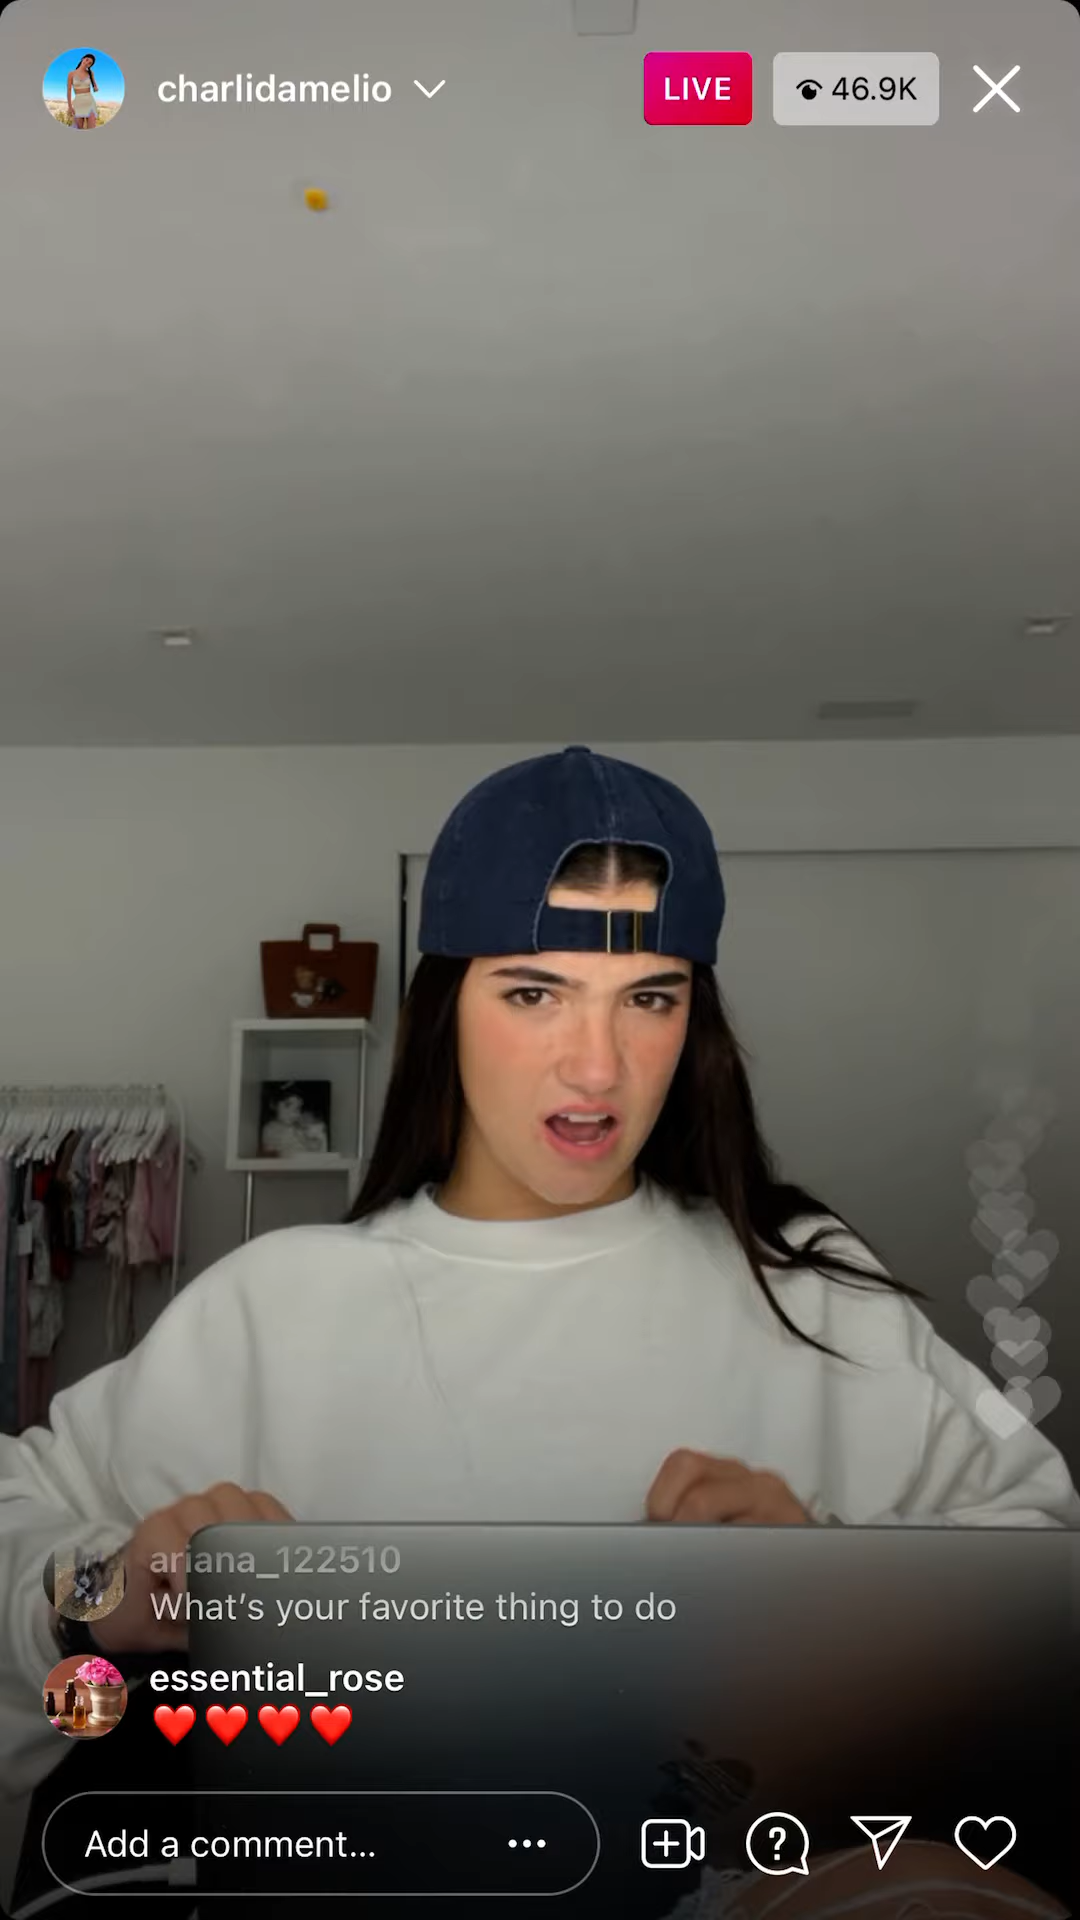 charlidamelio
LIVE
46.9K
ariana_122510
What's your favorite thing to do
essential_rose
❤️❤️❤️❤️
Add a comment...